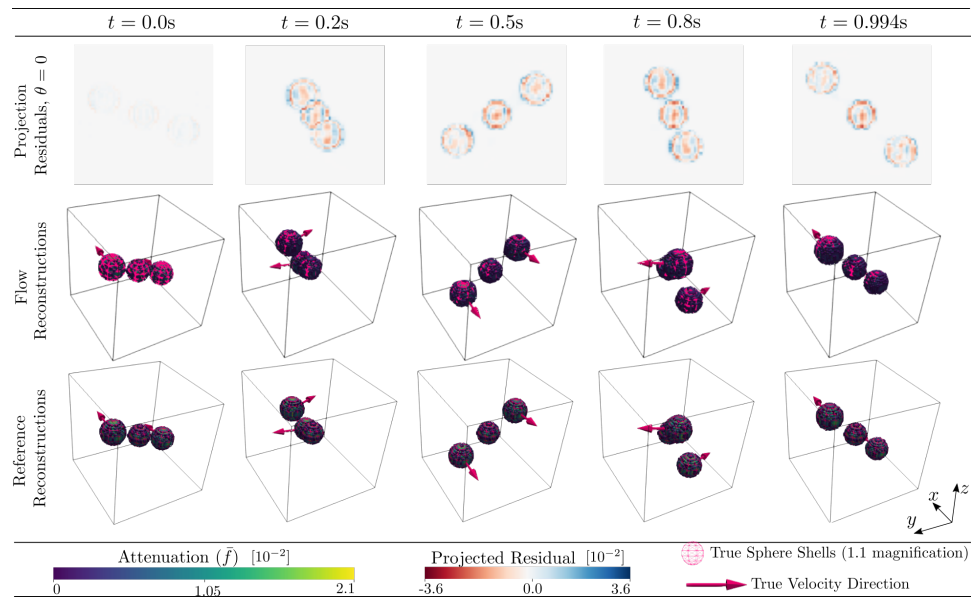 t = 0.0s t = 0.2s t = 0.5s t = 0.8s t = 0.994s
Projection
Residuals, θ = 0
Flow
Reconstructions
Reference
Reconstructions
x
y
z
Attenuation (f̄) [10⁻²]
0 1.05 2.1
Projected Residual [10⁻²]
-3.6 0.0 3.6
True Sphere Shells (1.1 magnification)
True Velocity Direction